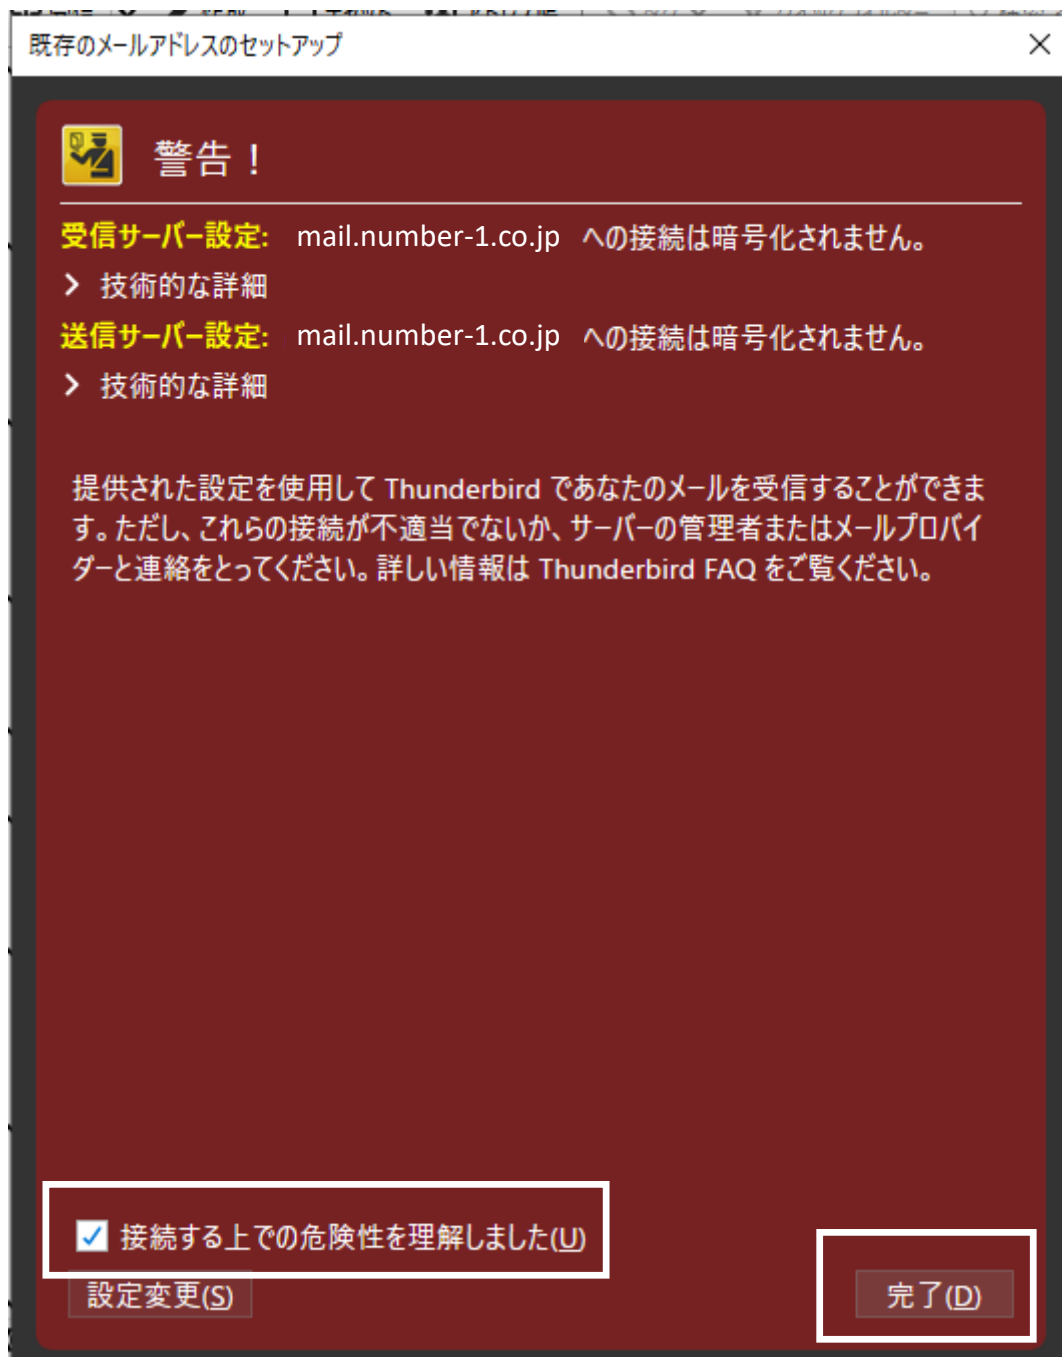 既存のメールアドレスのセットアップ
警告！
受信サーバー設定: mail.number-1.co.jp への接続は暗号化されません。
技術的な詳細
送信サーバー設定: mail.number-1.co.jp への接続は暗号化されません。
技術的な詳細
提供された設定を使用して Thunderbird であなたのメールを受信することができま
す。ただし、これらの接続が不適当でないか、サーバーの管理者またはメールプロバイ
ダーと連絡をとってください。詳しい情報は Thunderbird FAQ をご覧ください。
接続する上での危険性を理解しました(U)
設定変更(S)
完了(D)